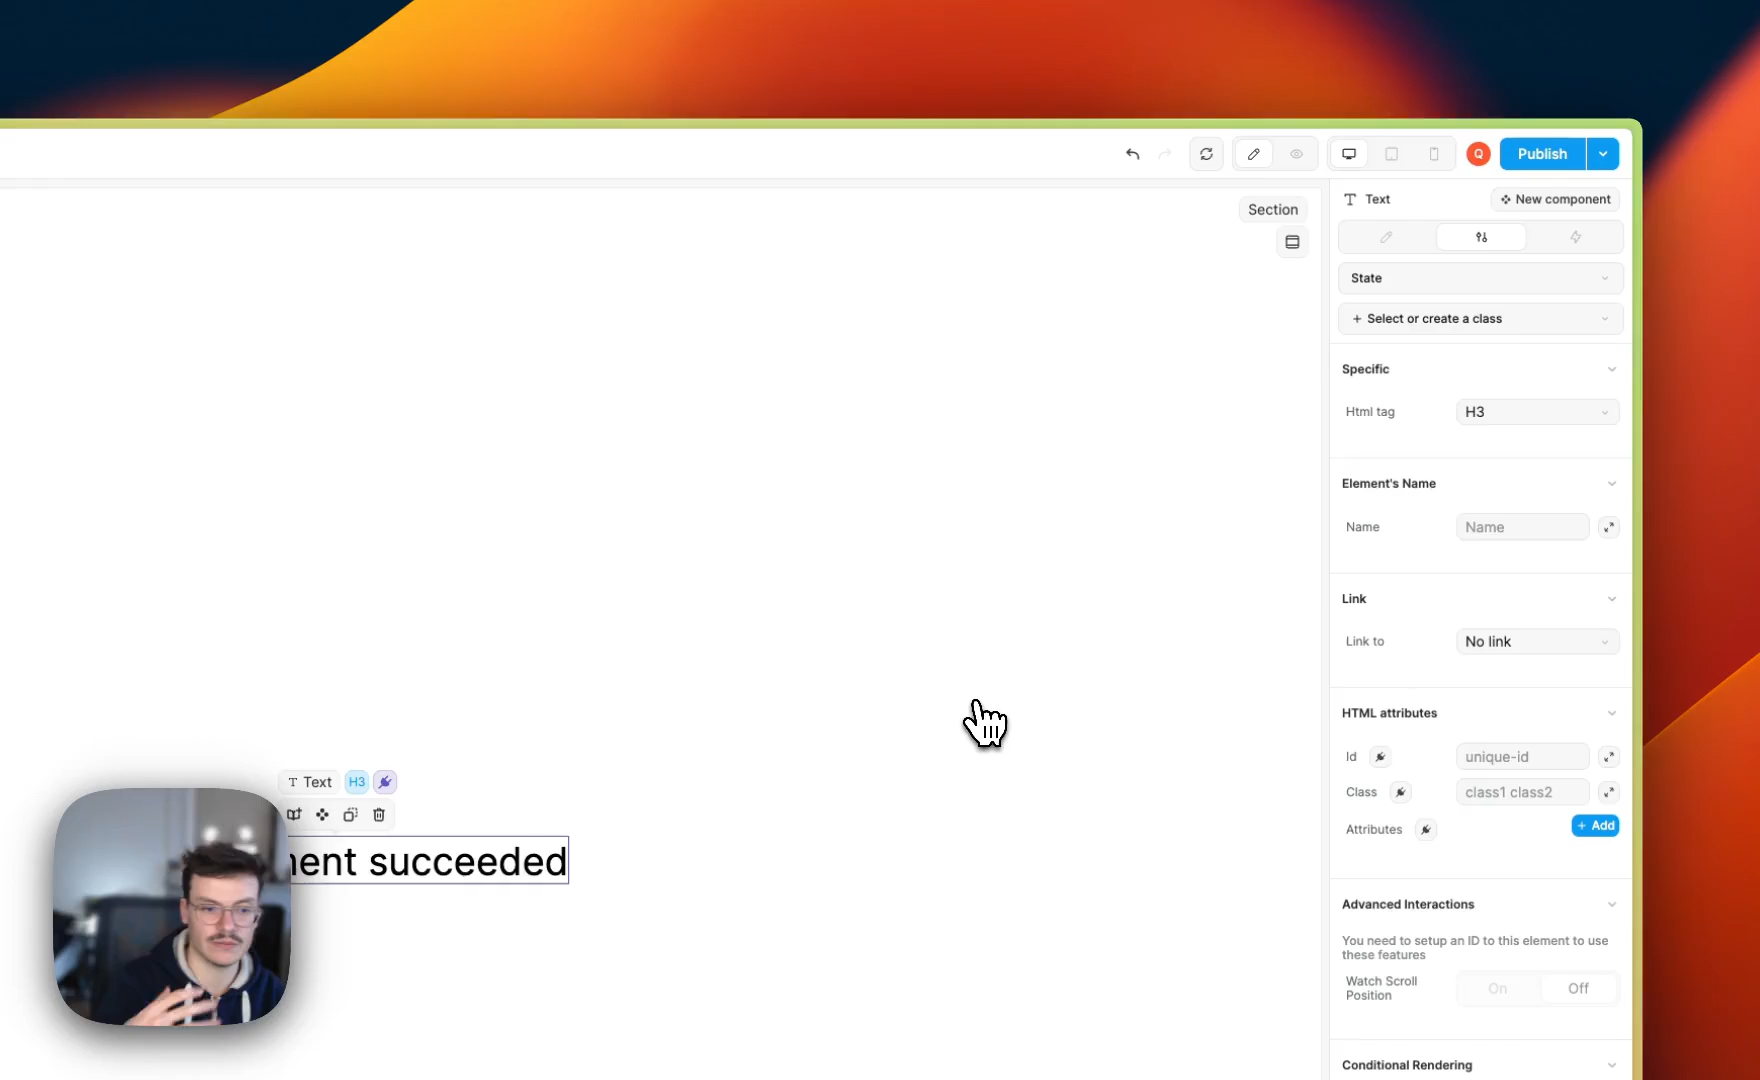 Q
Publish
Section
Text
New component
State
+ Select or create a class
Specific
Html tag
H3
Element's Name
Name
Name
Link
Link to
No link
HTML attributes
Id
unique-id
Class
class1 class2
Attributes
+ Add
Advanced Interactions
You need to setup an ID to this element to use
these features
Watch Scroll
Position
On
Off
Conditional Rendering
T Text
H3
ent succeeded